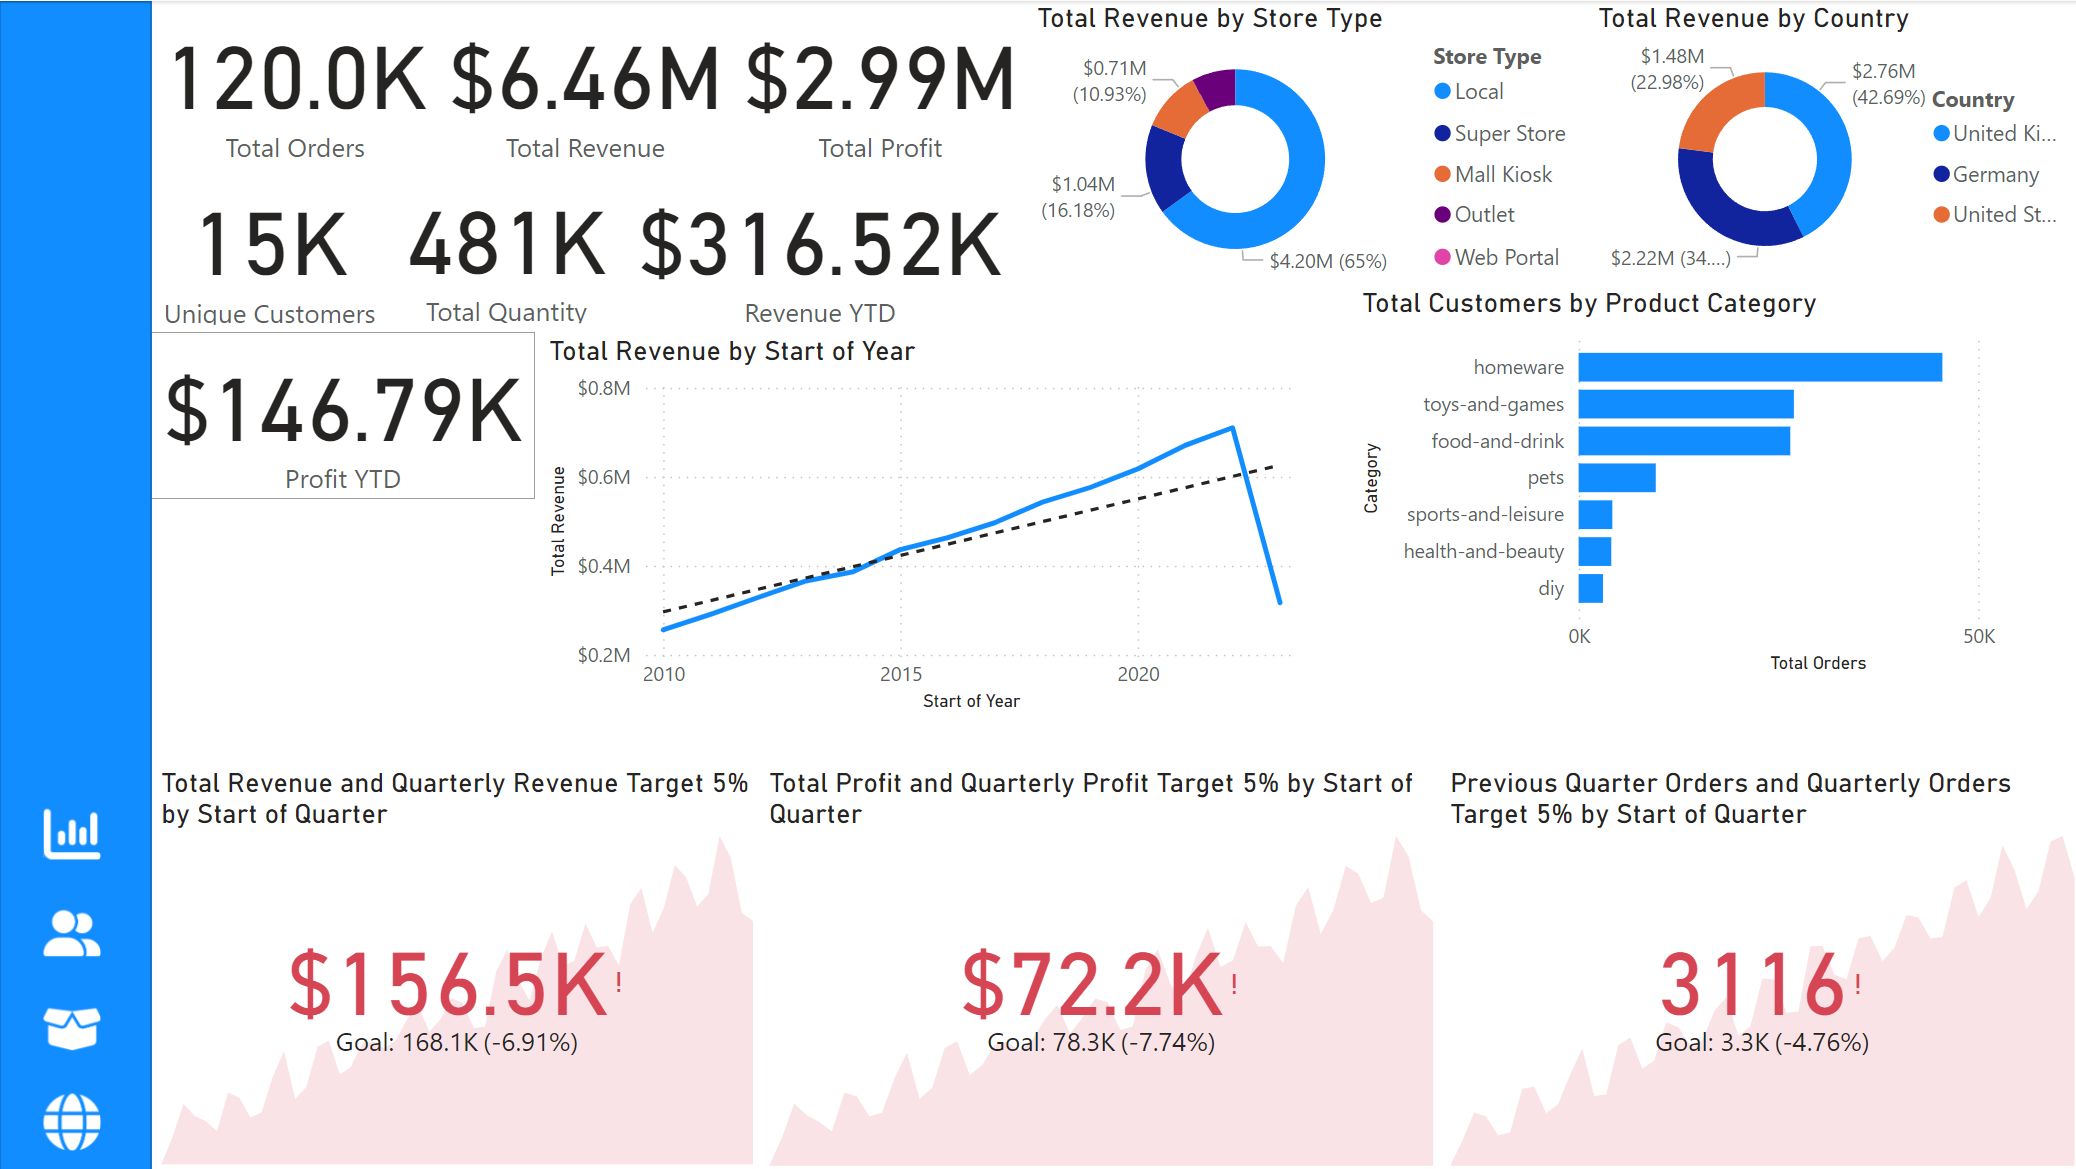 120.0K
Total Orders
$6.46M
Total Revenue
$2.99M
Total Profit
15K
Unique Customers
481K
Total Quantity
$316.52K
Revenue YTD
$146.79K
Profit YTD
Total Revenue by Store Type
$0.71M
(10.93%)
$1.04M
(16.18%)
$4.20M (65%)
Store Type
Local
Super Store
Mall Kiosk
Outlet
Web Portal
Total Revenue by Country
$1.48M
(22.98%)
$2.76M
(42.69%)
$2.22M (34....)
Country
United Ki...
Germany
United St...
Total Revenue by Start of Year
Total Revenue
$0.8M
$0.6M
$0.4M
$0.2M
2010
2015
2020
Start of Year
Total Customers by Product Category
Category
homeware
toys-and-games
food-and-drink
pets
sports-and-leisure
health-and-beauty
diy
0K
50K
Total Orders
Total Revenue and Quarterly Revenue Target 5%
by Start of Quarter
$156.5K!
Goal: 168.1K (-6.91%)
Total Profit and Quarterly Profit Target 5% by Start of
Quarter
$72.2K!
Goal: 78.3K (-7.74%)
Previous Quarter Orders and Quarterly Orders
Target 5% by Start of Quarter
3116!
Goal: 3.3K (-4.76%)